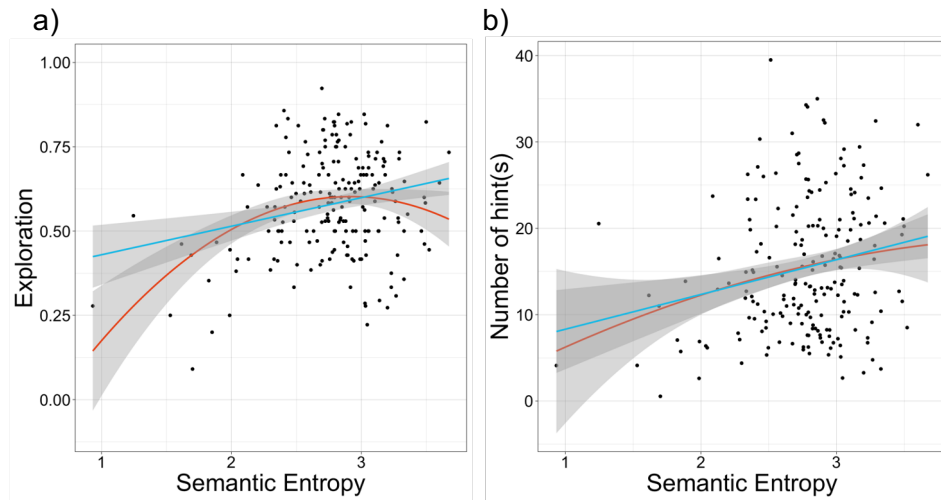 a)
1.00
0.75
0.50
0.25
0.00
Exploration
1 2 3
Semantic Entropy
b)
40
30
20
10
0
Number of hint(s)
1 2 3
Semantic Entropy